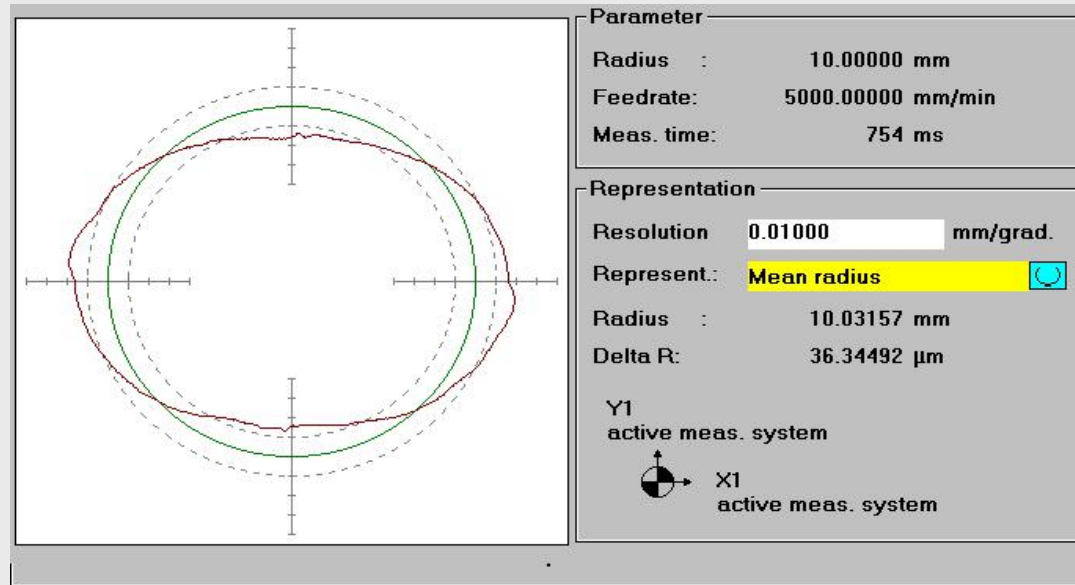 Parameter
Radius : 10.00000 mm
Feedrate: 5000.00000 mm/min
Meas. time: 754 ms
Representation
Resolution 0.01000 mm/grad.
Represent.: Mean radius
Radius : 10.03157 mm
Delta R: 36.34492 µm
Y1
active meas. system
X1
active meas. system